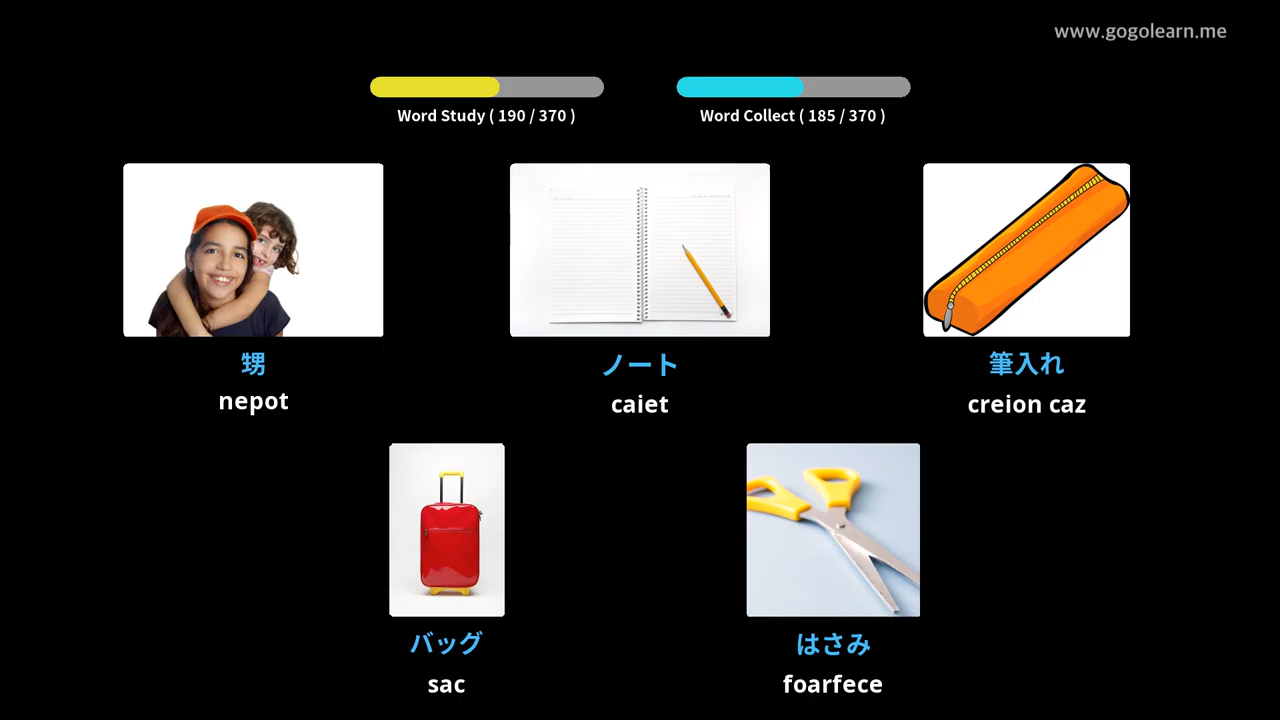 www.gogolearn.me
Word Study ( 190 / 370 )
Word Collect ( 185 / 370 )
甥
nepot
ノート
caiet
筆入れ
creion caz
バッグ
sac
はさみ
foarfece